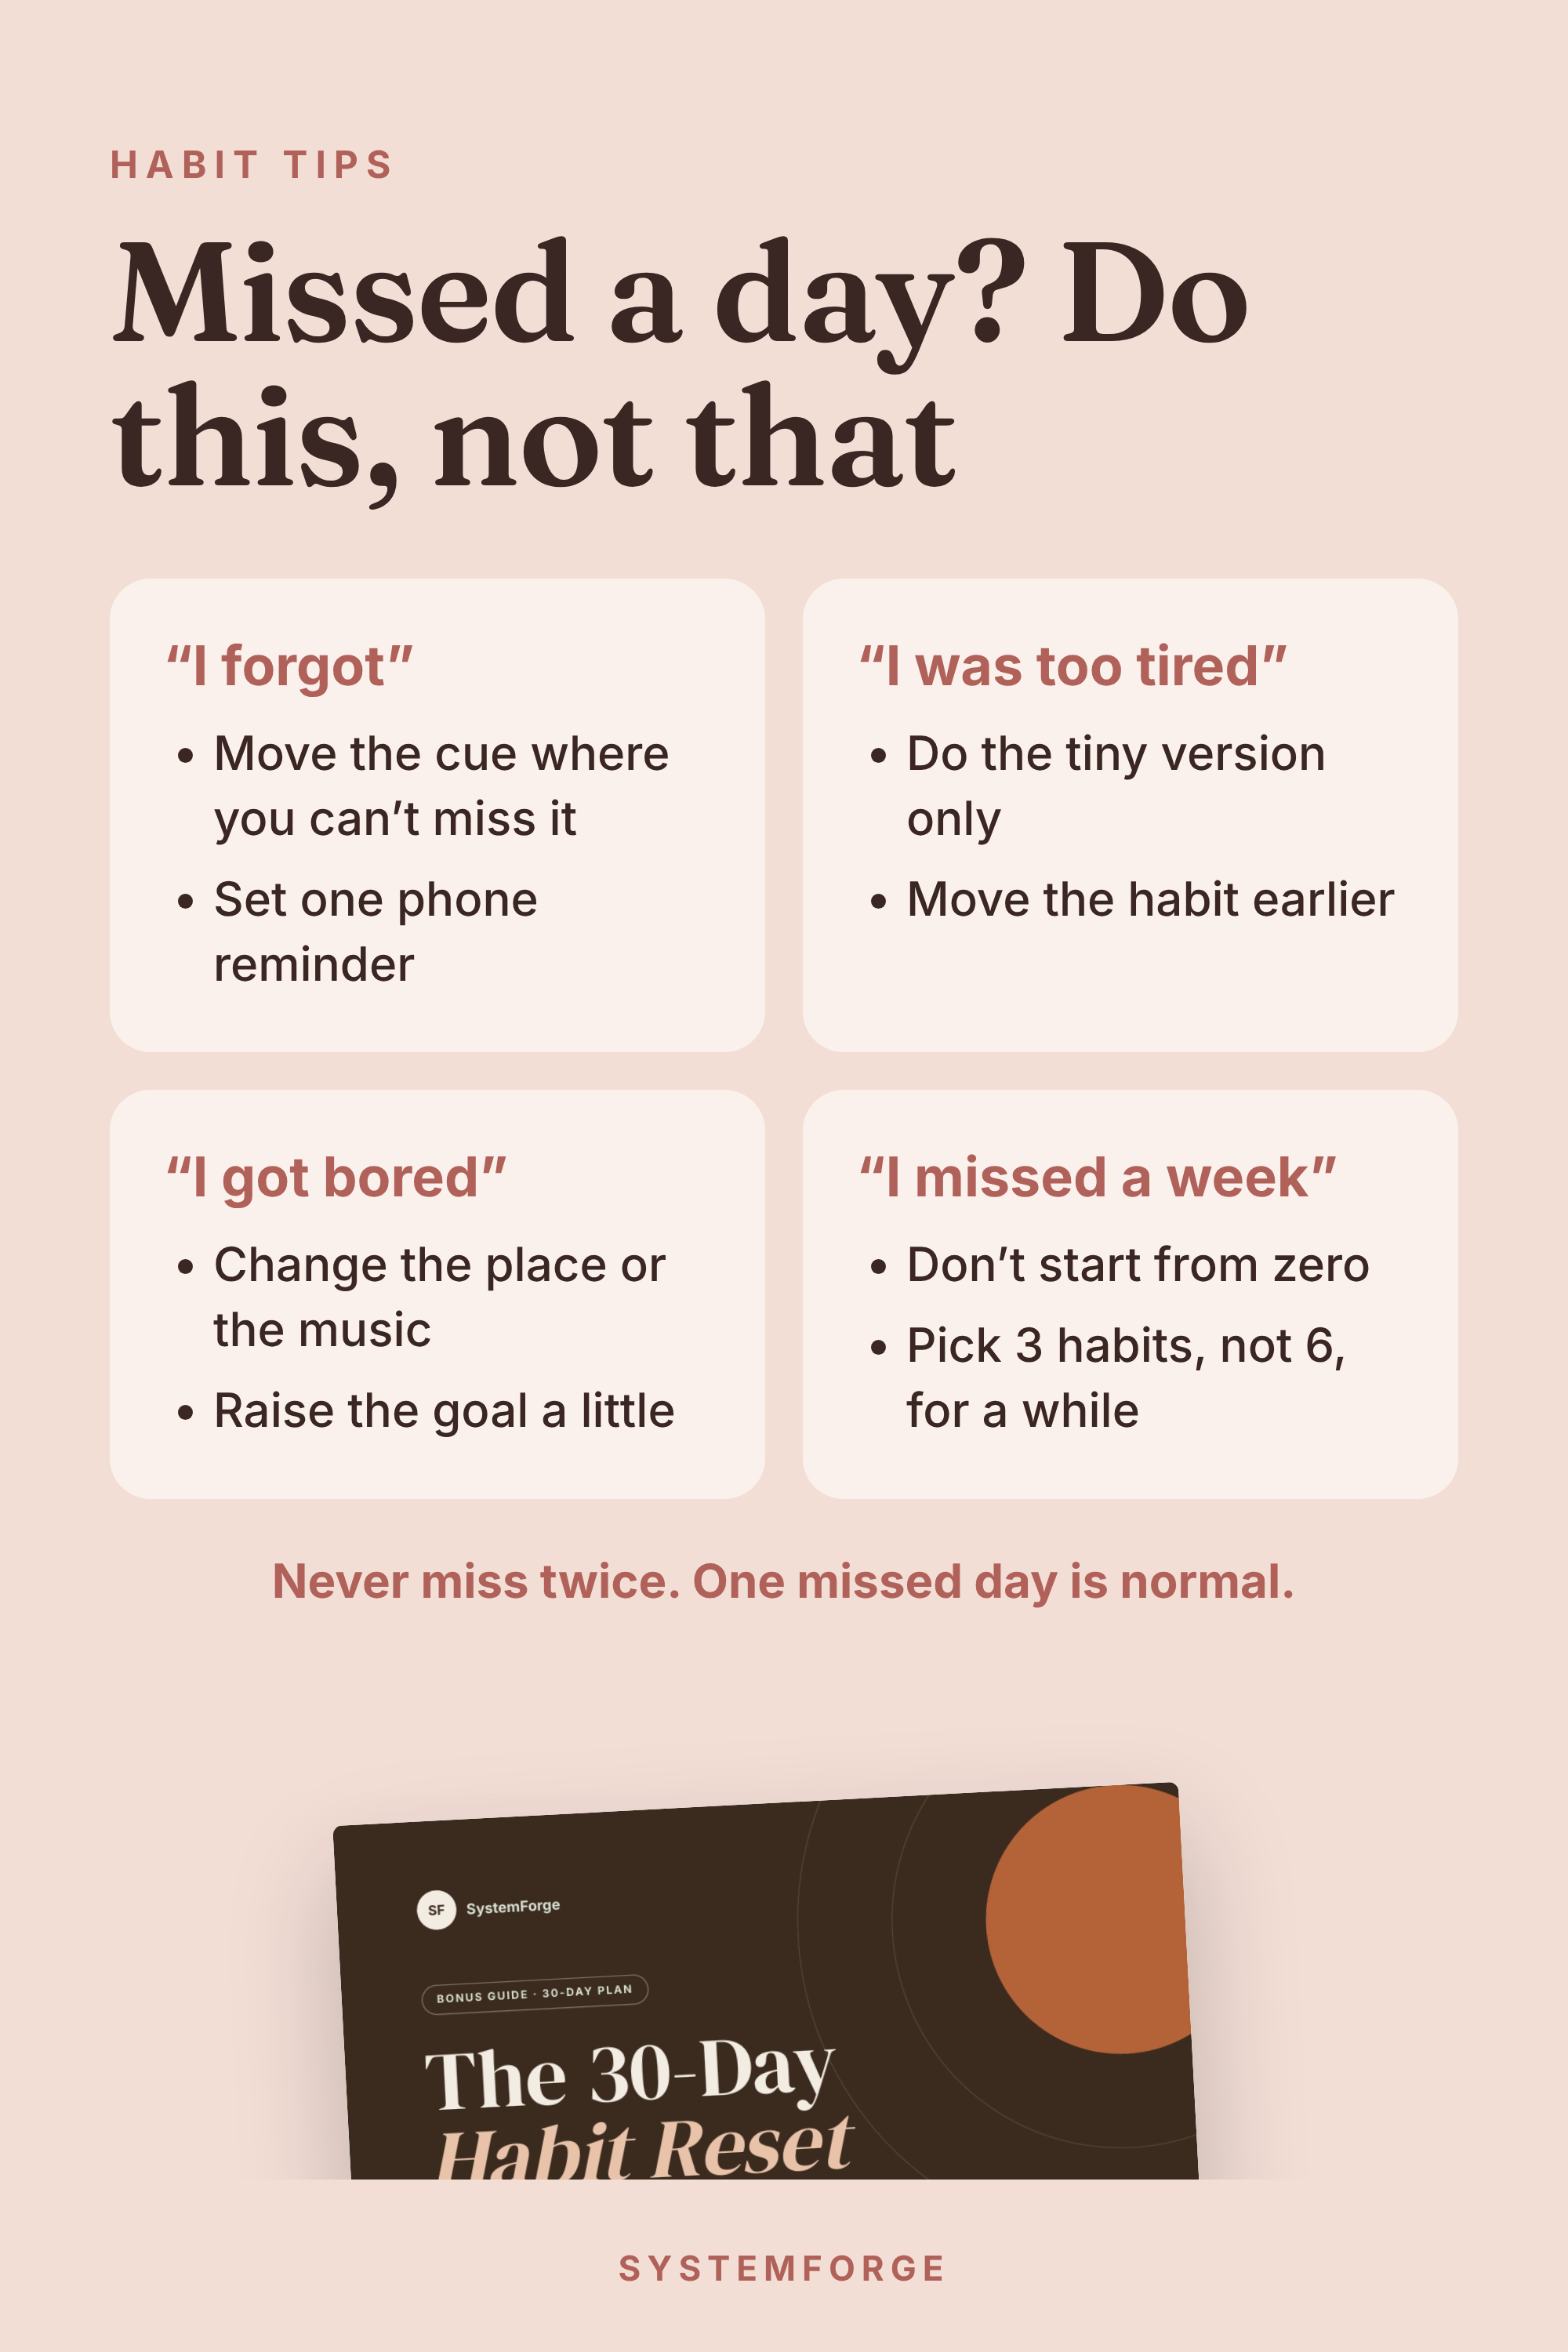 HABIT TIPS
Missed a day? Do
this, not that
“I forgot”
• Move the cue where
you can’t miss it
• Set one phone
reminder
“I was too tired”
• Do the tiny version
only
• Move the habit earlier
“I got bored”
• Change the place or
the music
• Raise the goal a little
“I missed a week”
• Don’t start from zero
• Pick 3 habits, not 6,
for a while
Never miss twice. One missed day is normal.
SF SystemForge
BONUS GUIDE · 30-DAY PLAN
The 30-Day
Habit Reset
SYSTEMFORGE